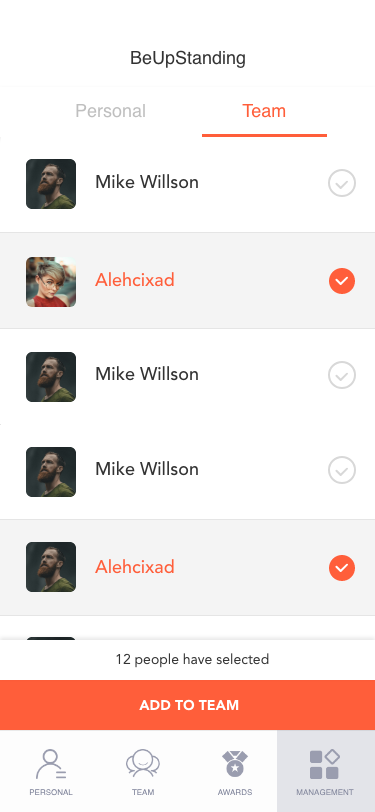 BeUpStanding
Personal
Team
Mike Willson
Alehcixad
Mike Willson
Mike Willson
Alehcixad
12 people have selected
ADD TO TEAM
PERSONAL
TEAM
AWARDS
MANAGEMENT